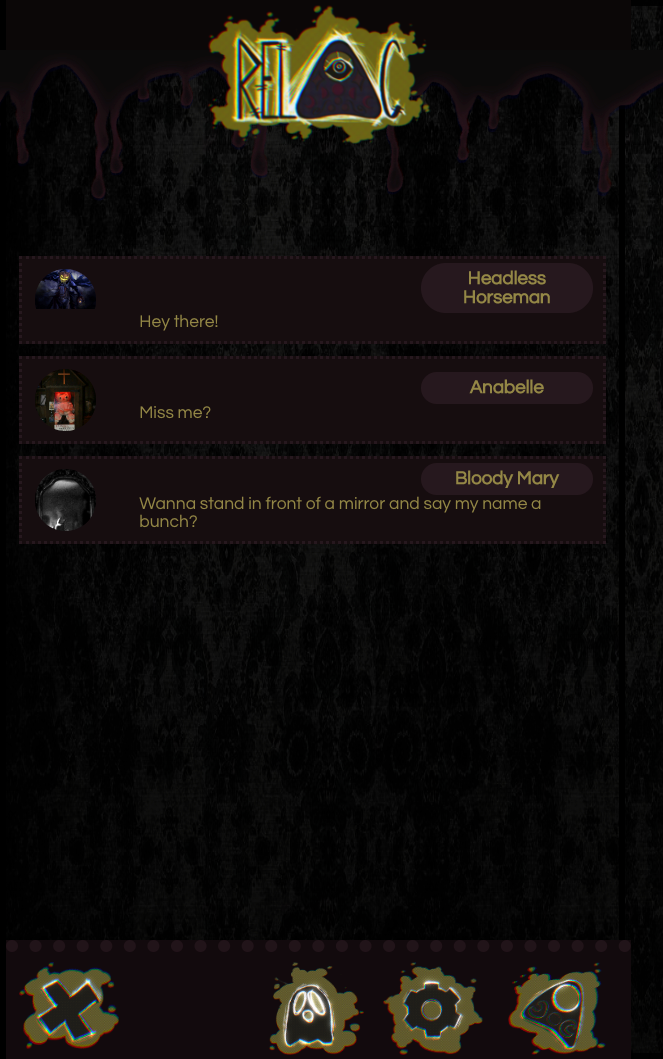 RELAC
Headless
Horseman
Hey there!
Anabelle
Miss me?
Bloody Mary
Wanna stand in front of a mirror and say my name a
bunch?